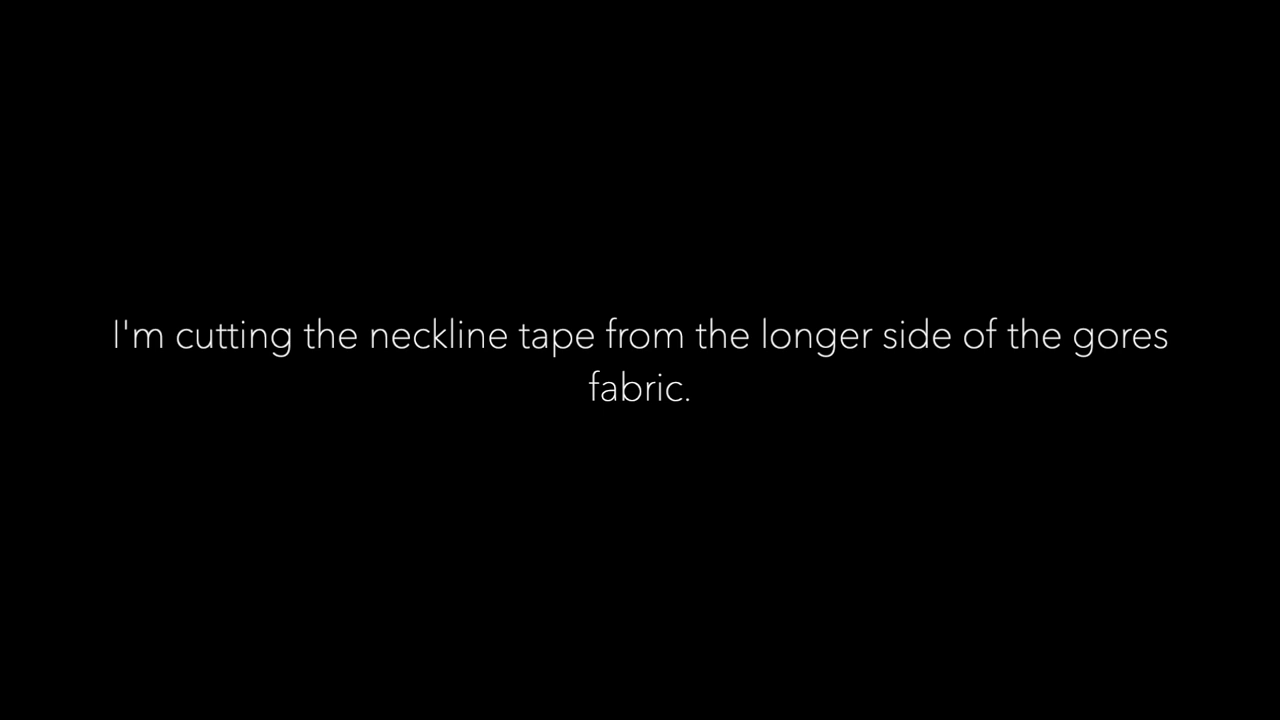 I'm cutting the neckline tape from the longer side of the gores
fabric.